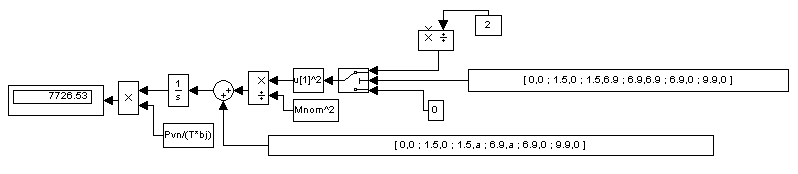 2
×
× ÷
[ 0,0 ; 1.5,0 ; 1.5,6.9 ; 6.9,6.9 ; 6.9,0 ; 9.9,0 ]
u[1]^2
×
÷
1
s
+
+
×
7726.53
Mnom^2
0
Pvn/(T*bj)
[ 0,0 ; 1.5,0 ; 1.5,a ; 6.9,a ; 6.9,0 ; 9.9,0 ]